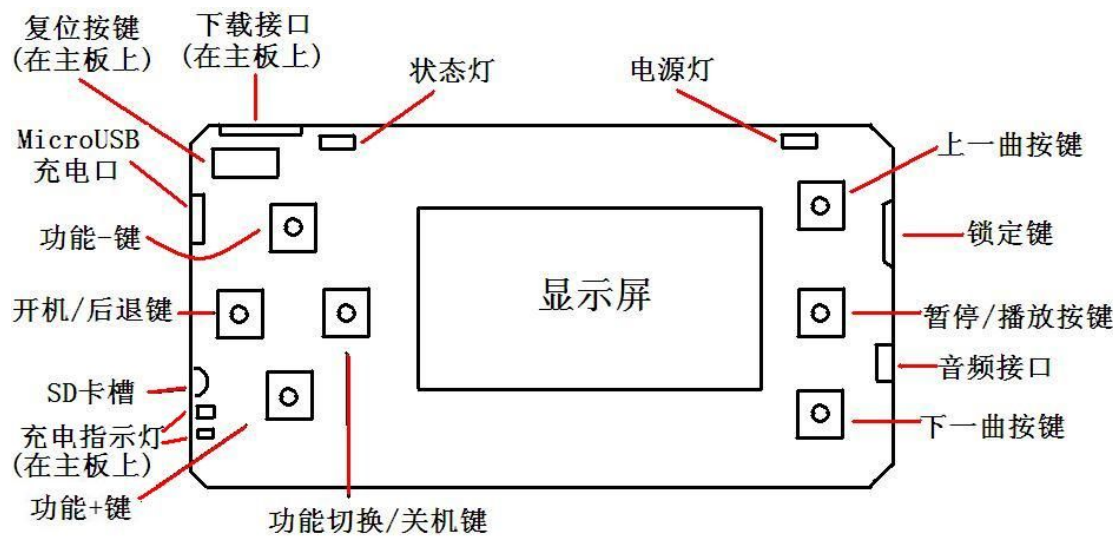 复位按键
(在主板上)
下载接口
(在主板上)
状态灯
电源灯
MicroUSB
充电口
上一曲按键
功能-键
锁定键
显示屏
开机/后退键
暂停/播放按键
音频接口
SD卡槽
下一曲按键
充电指示灯
(在主板上)
功能+键
功能切换/关机键